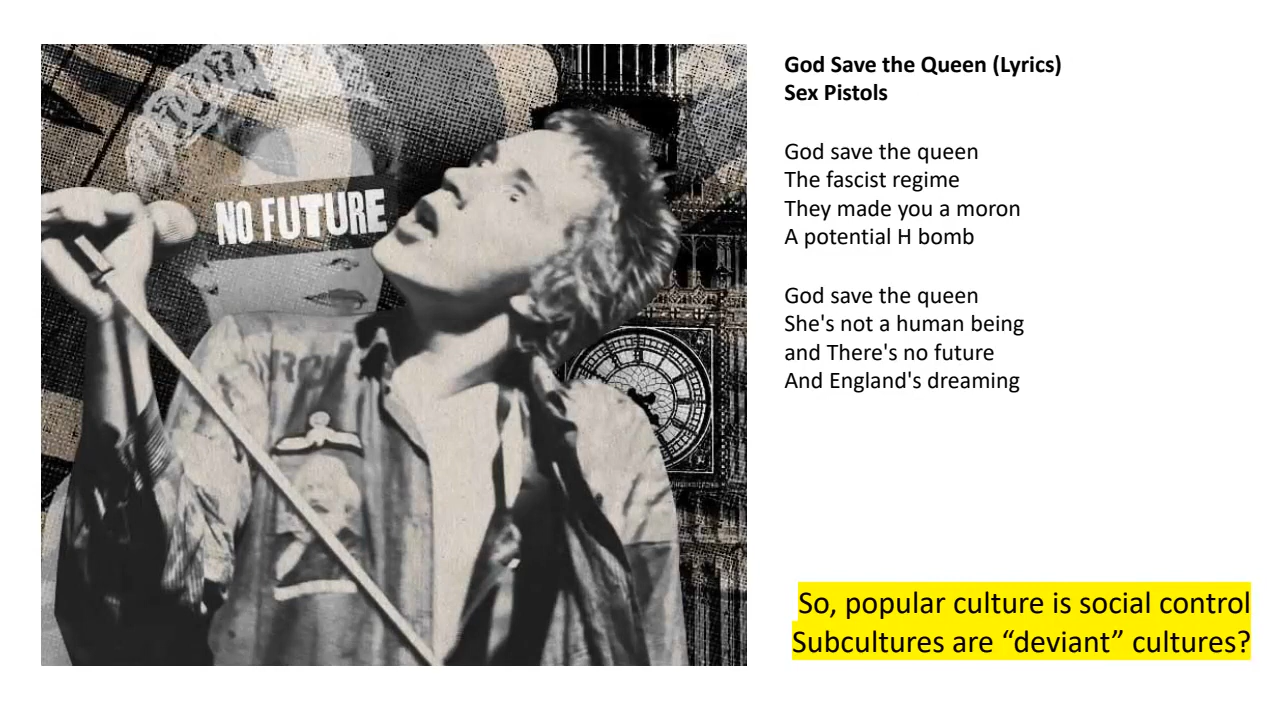 NO FUTURE
God Save the Queen (Lyrics)
Sex Pistols
God save the queen
The fascist regime
They made you a moron
A potential H bomb
God save the queen
She's not a human being
and There's no future
And England's dreaming
So, popular culture is social control
Subcultures are “deviant” cultures?